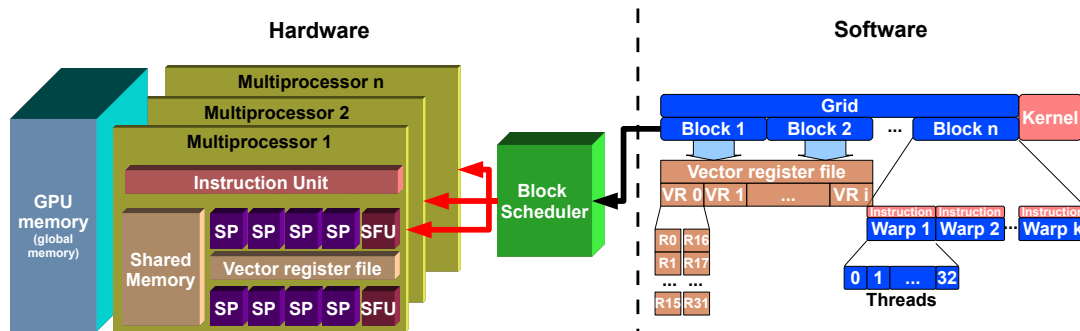 Hardware
Multiprocessor n
Multiprocessor 2
Multiprocessor 1
Instruction Unit
SP SP SP SP SFU
Shared
Memory
Vector register file
SP SP SP SP SFU
GPU
memory
(global
memory)
Block
Scheduler
Software
Grid
Kernel
Block 1 Block 2 ... Block n
Vector register file
VR 0 VR 1 ... VR i
R0 R16
R1 R17
... ...
R15 R31
Instruction Instruction Instruction
Warp 1 Warp 2 ... Warp k
0 1 ... 32
Threads